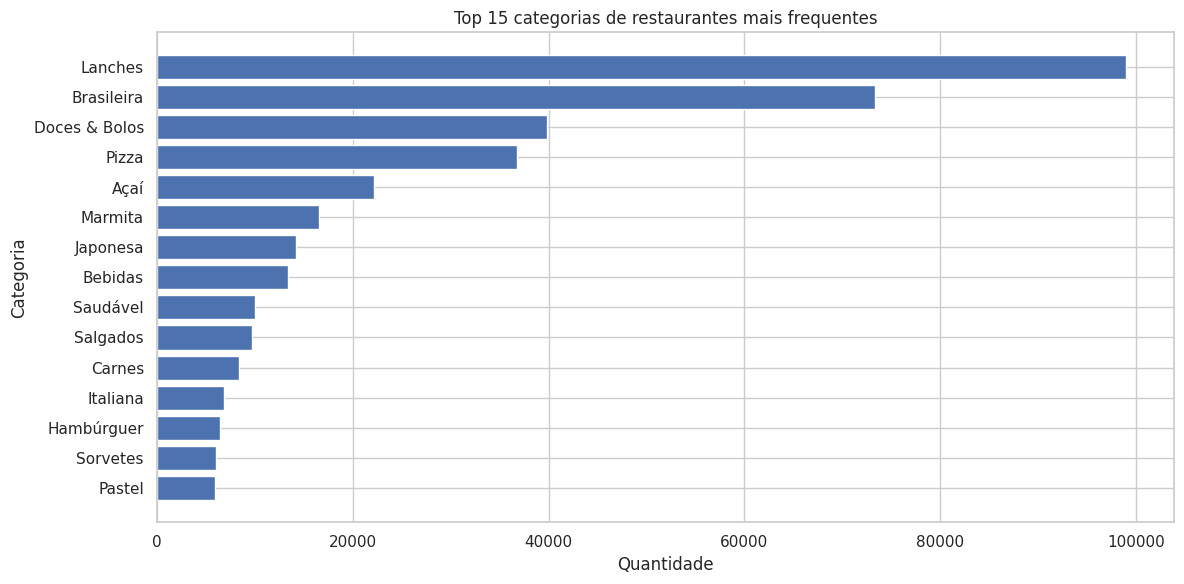 Top 15 categorias de restaurantes mais frequentes
Categoria
Lanches
Brasileira
Doces & Bolos
Pizza
Açaí
Marmita
Japonesa
Bebidas
Saudável
Salgados
Carnes
Italiana
Hambúrguer
Sorvetes
Pastel
0 20000 40000 60000 80000 100000
Quantidade